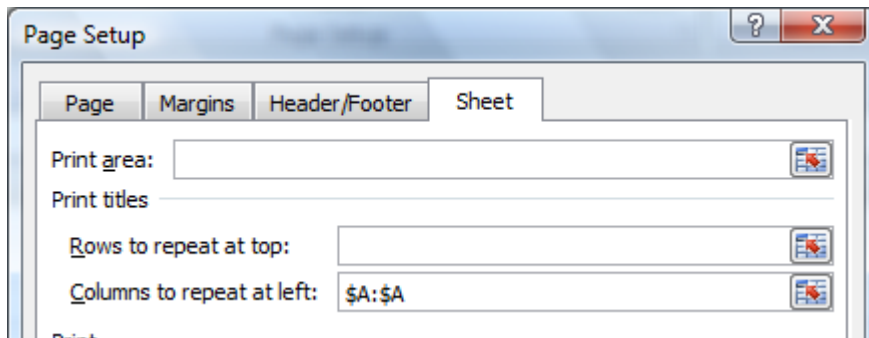 Page Setup
Page Margins Header/Footer Sheet
Print area:
Print titles
Rows to repeat at top:
Columns to repeat at left: $A:$A
Print